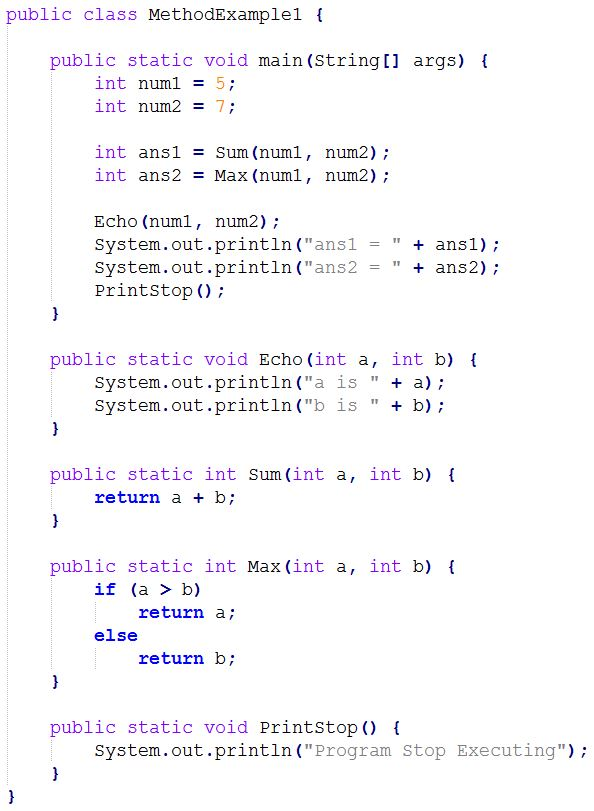 public class MethodExample1 {
public static void main(String[] args) {
int num1 = 5;
int num2 = 7;
int ans1 = Sum(num1, num2);
int ans2 = Max(num1, num2);
Echo(num1, num2);
System.out.println("ans1 = " + ans1);
System.out.println("ans2 = " + ans2);
PrintStop();
}
public static void Echo(int a, int b) {
System.out.println("a is " + a);
System.out.println("b is " + b);
}
public static int Sum(int a, int b) {
return a + b;
}
public static int Max(int a, int b) {
if (a > b)
return a;
else
return b;
}
public static void PrintStop() {
System.out.println("Program Stop Executing");
}
}